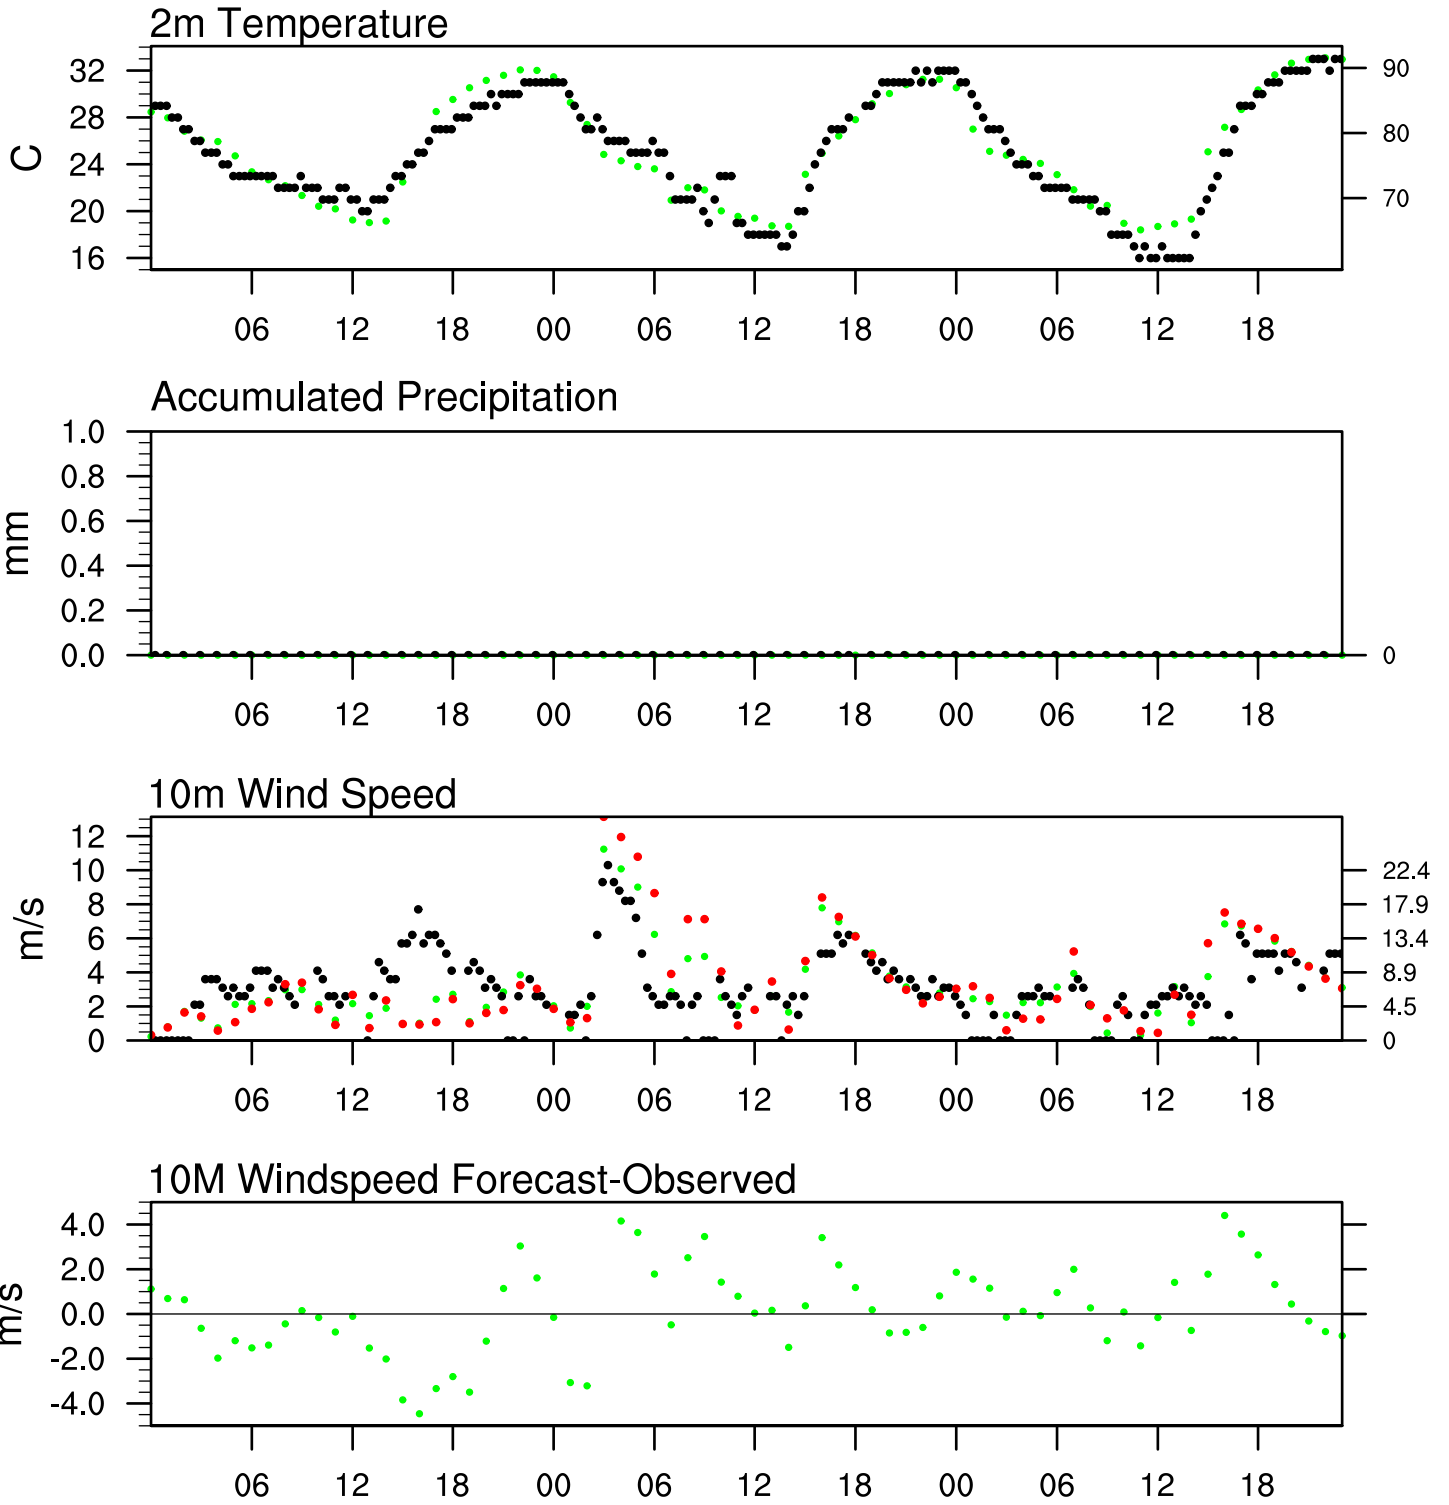 2m Temperature
32
28
24
20
16
C
90
80
70
06 12 18 00 06 12 18 00 06 12 18
Accumulated Precipitation
1.0
0.8
0.6
0.4
0.2
0.0
mm
0
06 12 18 00 06 12 18 00 06 12 18
10m Wind Speed
12
10
8
6
4
2
0
m/s
22.4
17.9
13.4
8.9
4.5
0
06 12 18 00 06 12 18 00 06 12 18
10M Windspeed Forecast-Observed
4.0
2.0
0.0
-2.0
-4.0
m/s
06 12 18 00 06 12 18 00 06 12 18